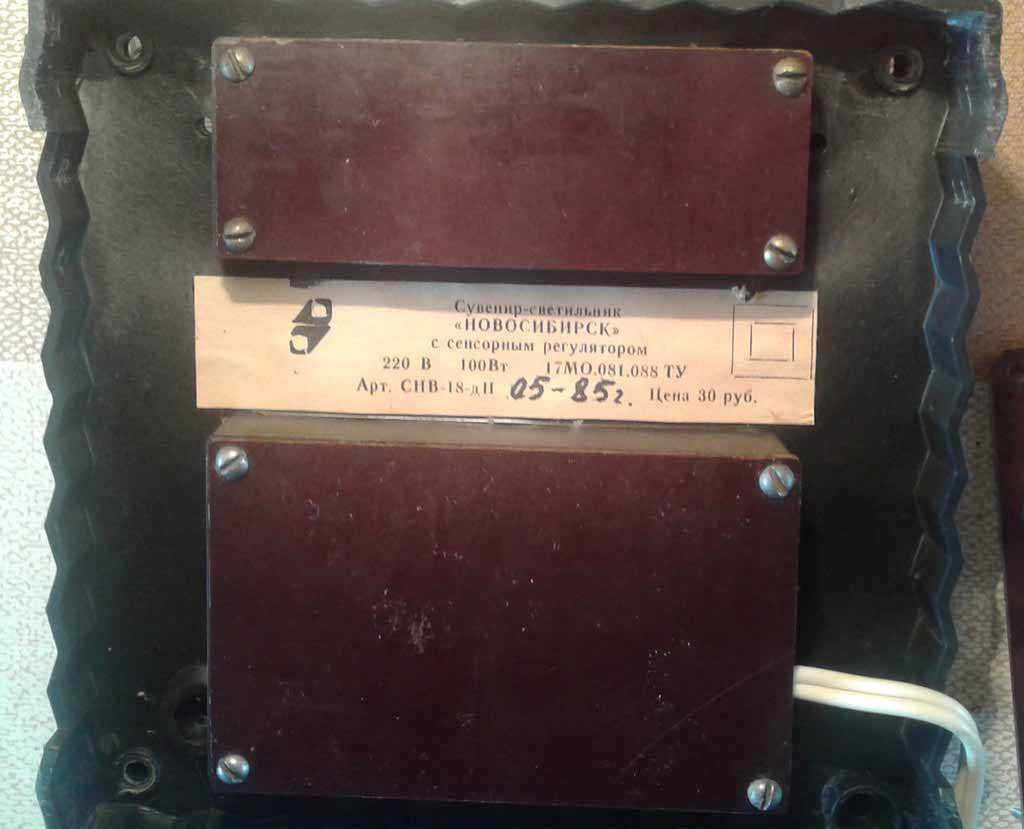 Сувенир-светильник
«НОВОСИБИРСК»
с сенсорным регулятором
220 В 100Вт 17МО.081.088 ТУ
Арт. СНВ-18-дП 05-85г. Цена 30 руб.